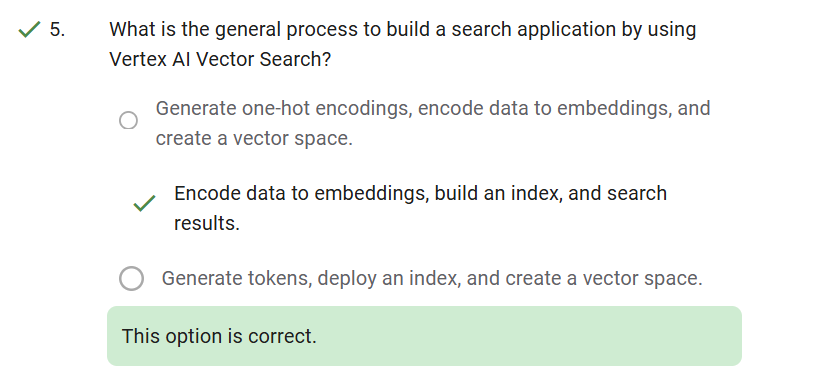 5. What is the general process to build a search application by using
Vertex AI Vector Search?
Generate one-hot encodings, encode data to embeddings, and
create a vector space.
Encode data to embeddings, build an index, and search
results.
Generate tokens, deploy an index, and create a vector space.
This option is correct.